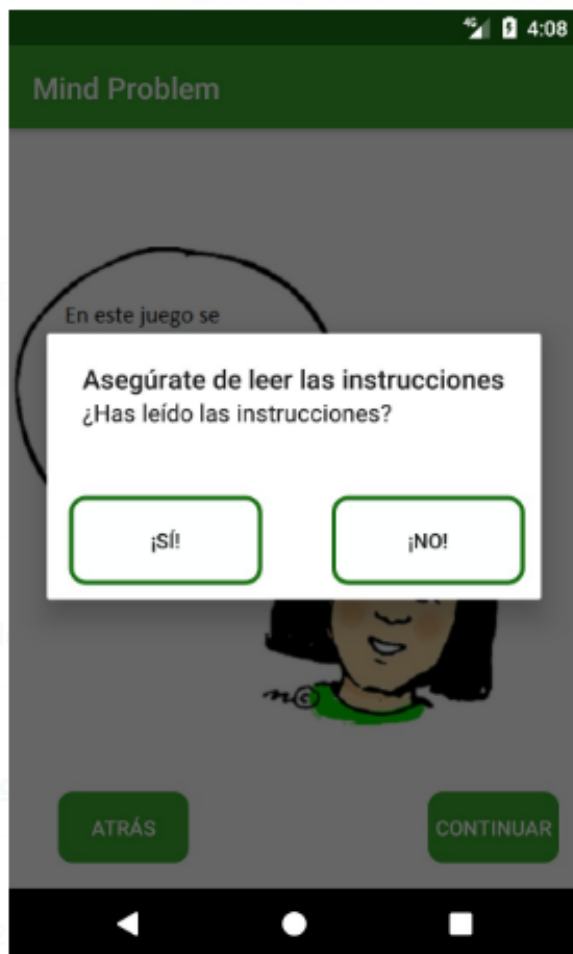 4G 4:08
Mind Problem
En este juego se
Asegúrate de leer las instrucciones
¿Has leído las instrucciones?
¡SÍ! ¡NO!
ATRÁS CONTINUAR